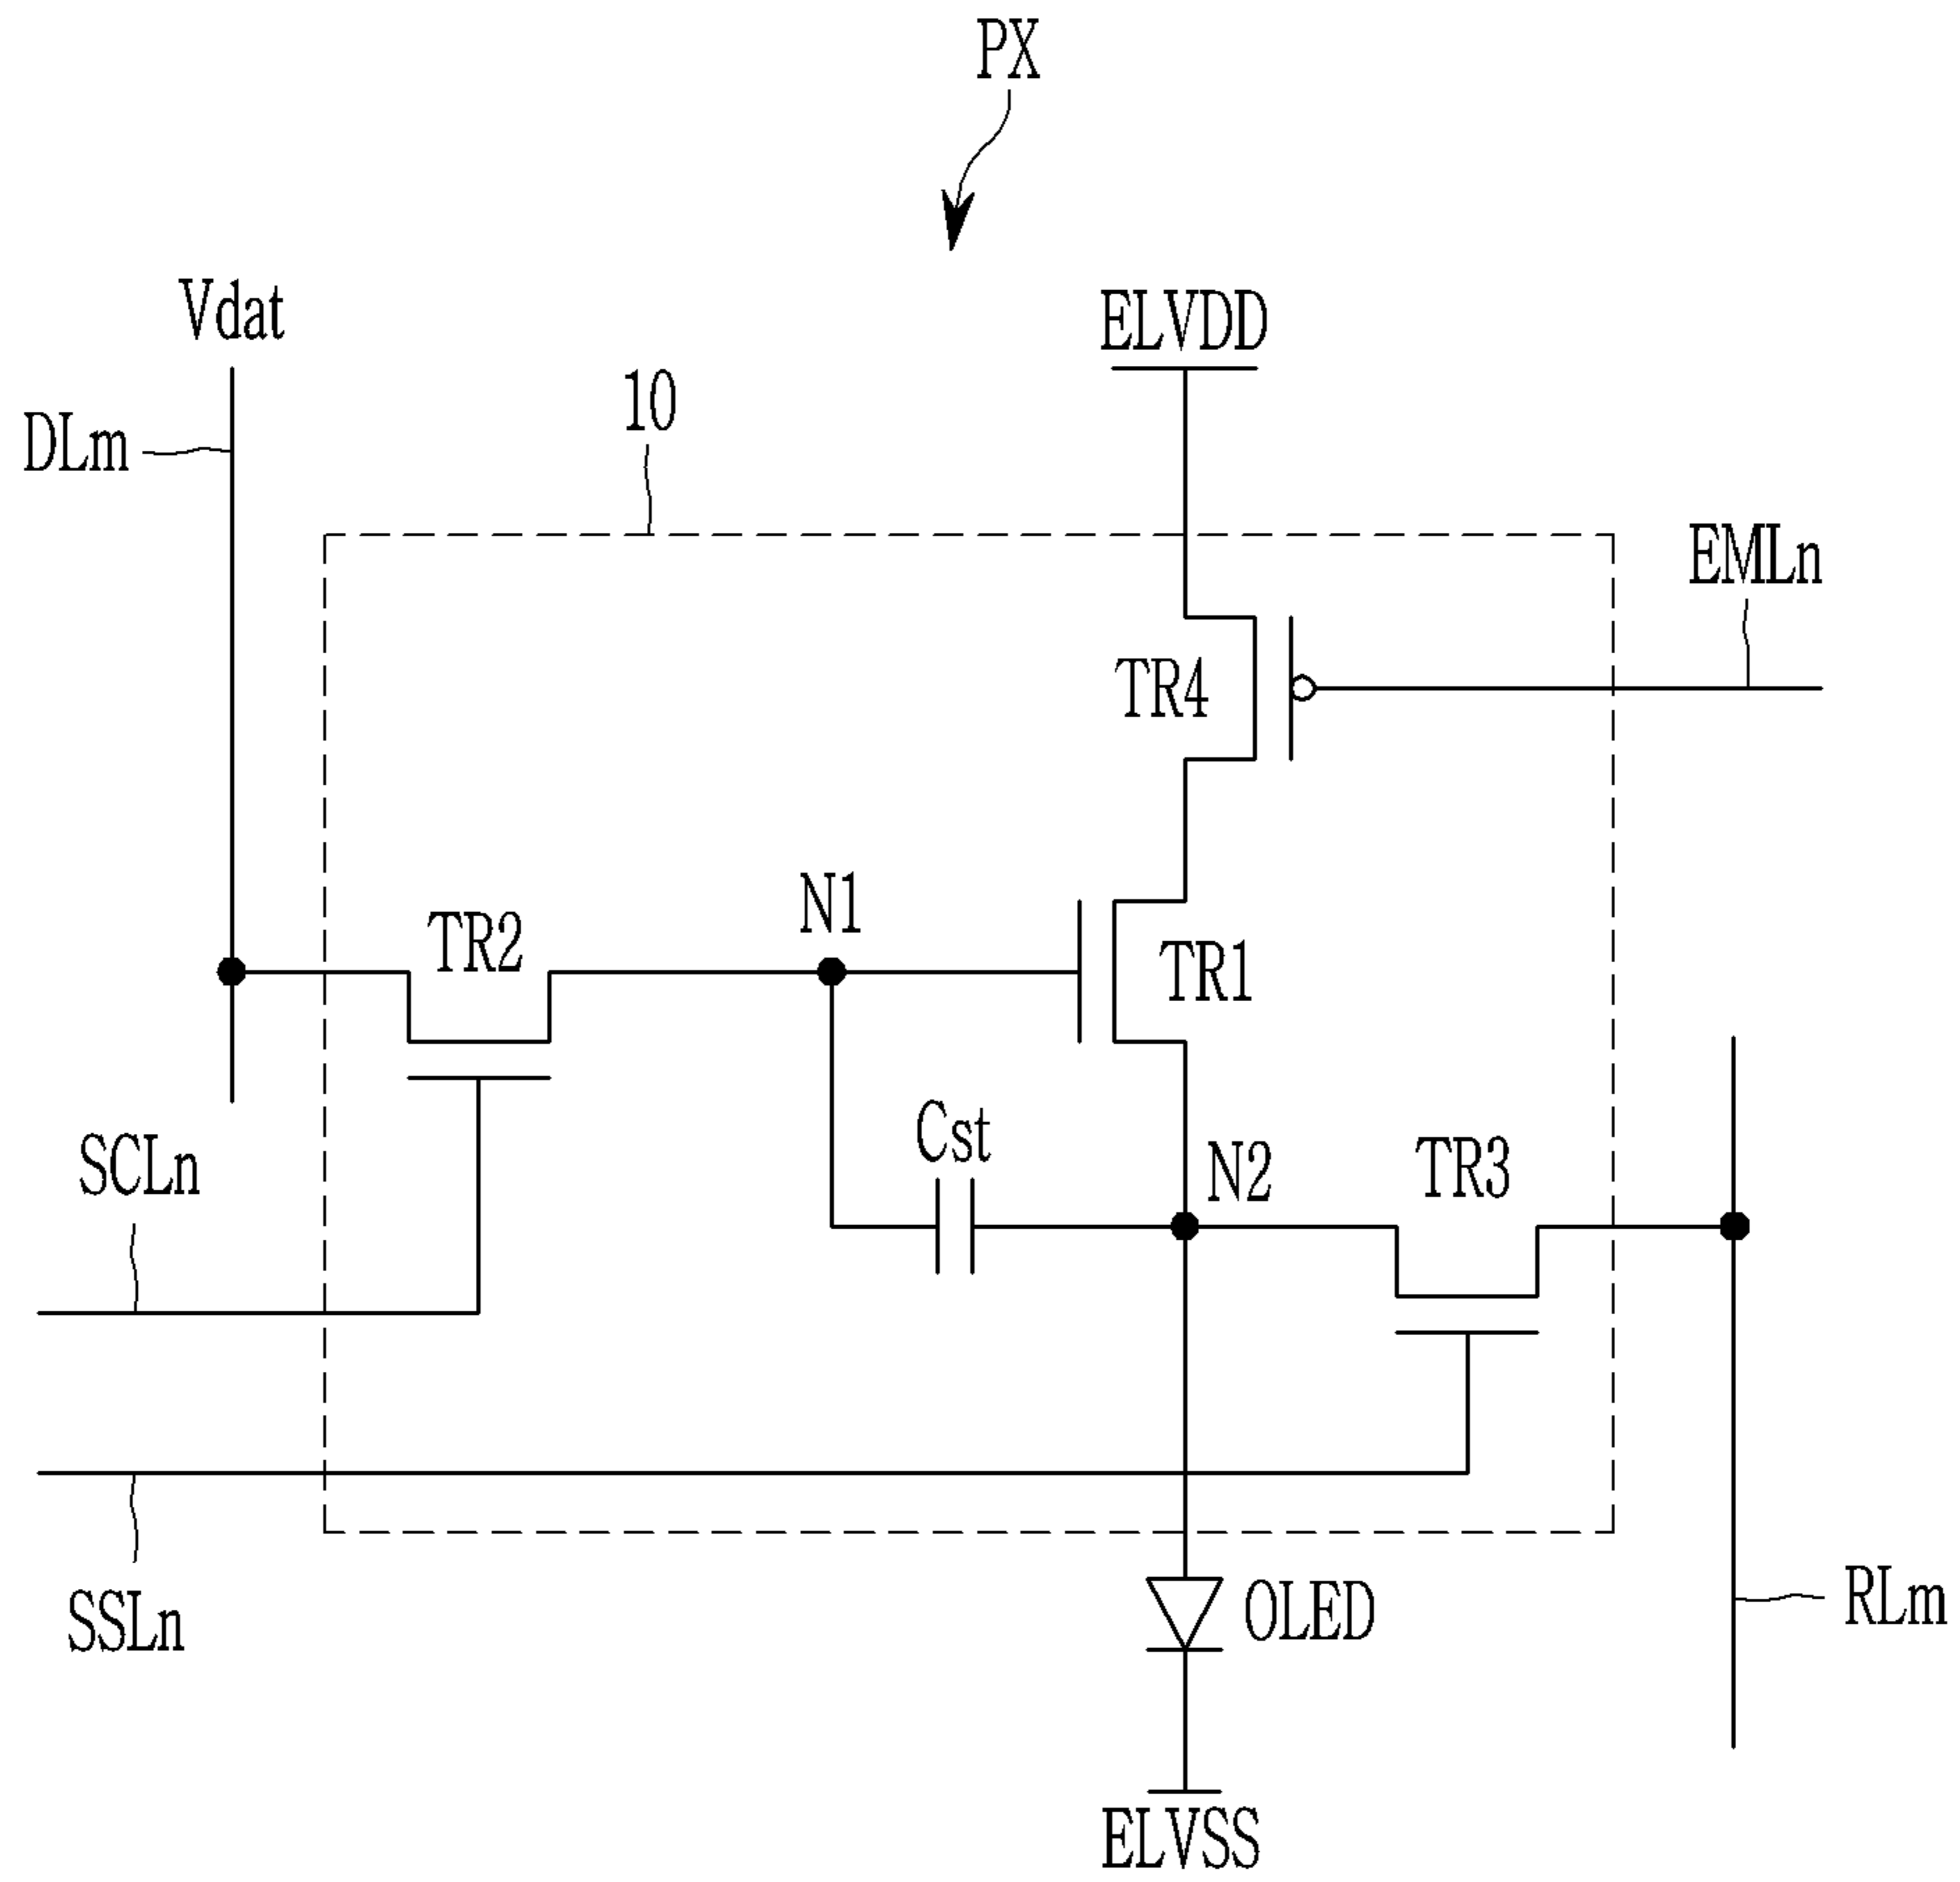 PX
Vdat
ELVDD
10
DLm
EMLn
TR4
N1
TR2
TR1
Cst
SCLn
N2
TR3
SSLn
OLED
RLm
ELVSS